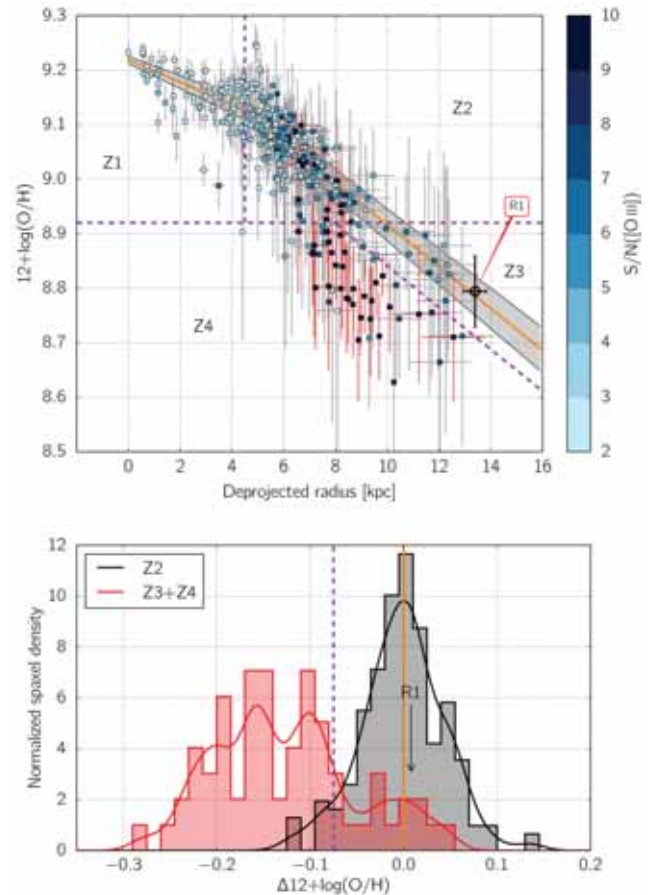 9.3
9.2
9.1
9.0
8.9
8.8
8.7
8.6
8.5
12+log(O/H)
Z1
Z2
Z3
Z4
R1
0 2 4 6 8 10 12 14 16
Deprojected radius [kpc]
10
9
8
7
6
5
4
3
2
S/N([OIII])
12
10
8
6
4
2
0
Normalized spaxel density
Z2
Z3+Z4
R1
−0.3 −0.2 −0.1 0.0 0.1 0.2
Δ12+log(O/H)